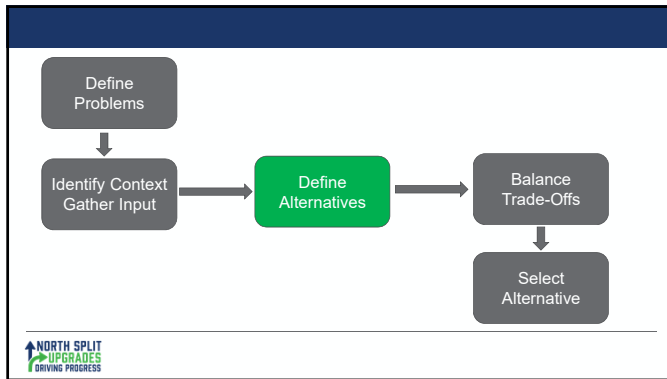 Define
Problems
Identify Context
Gather Input
Define
Alternatives
Balance
Trade-Offs
Select
Alternative
NORTH SPLIT
UPGRADES
DRIVING PROGRESS